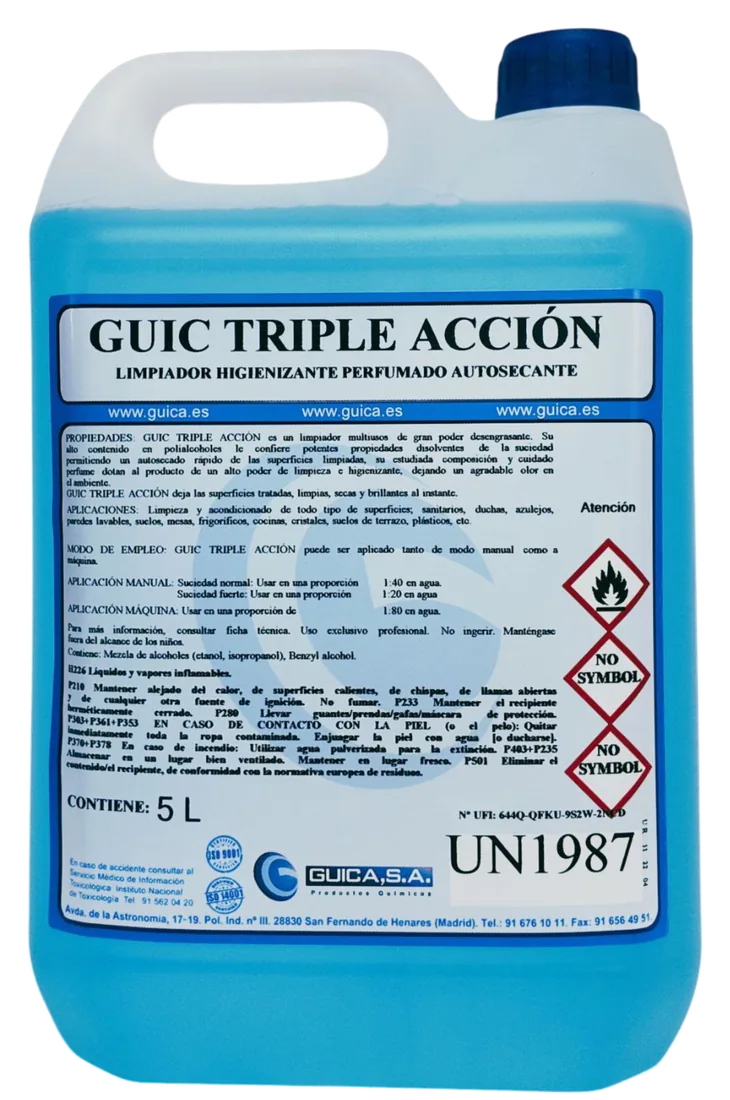 GUIC TRIPLE ACCIÓN
LIMPIADOR HIGIENIZANTE PERFUMADO AUTOSECANTE
www.guica.es www.guica.es www.guica.es
PROPIEDADES: GUIC TRIPLE ACCIÓN es un limpiador multiusos de gran poder desengrasante. Su
alto contenido en polialcoholes le confiere potentes propiedades disolventes de la suciedad
permitiendo un autosecado rápido de las superficies limpiadas, su estudiada composición y cuidado
perfume dotan al producto de un alto poder de limpieza e higienizante, dejando un agradable olor en
el ambiente.
GUIC TRIPLE ACCIÓN deja las superficies tratadas, limpias, secas y brillantes al instante.
APLICACIONES: Limpieza y acondicionado de todo tipo de superficies; sanitarios, duchas, azulejos,
paredes lavables, suelos, mesas, frigoríficos, cocinas, cristales, suelos de terrazo, plásticos, etc.
Atención
MODO DE EMPLEO: GUIC TRIPLE ACCIÓN puede ser aplicado tanto de modo manual como a
máquina.
APLICACIÓN MANUAL: Suciedad normal: Usar en una proporción 1:40 en agua.
Suciedad fuerte: Usar en una proporción 1:20 en agua
APLICACIÓN MÁQUINA: Usar en una proporción de 1:80 en agua.
Para más información, consultar ficha técnica. Uso exclusivo profesional. No ingerir. Manténgase
fuera del alcance de los niños.
Contiene: Mezcla de alcoholes (etanol, isopropanol), Benzyl alcohol.
H226 Líquidos y vapores inflamables.
P210 Mantener alejado del calor, de superficies calientes, de chispas, de llamas abiertas
y de cualquier otra fuente de ignición. No fumar. P233 Mantener el recipiente
herméticamente cerrado. P280 Llevar guantes/prendas/gafas/máscara de protección.
P303+P361+P353 EN CASO DE CONTACTO CON LA PIEL (o el pelo): Quitar
inmediatamente toda la ropa contaminada. Enjuagar la piel con agua [o ducharse].
P370+P378 En caso de incendio: Utilizar agua pulverizada para la extinción. P403+P235
Almacenar en un lugar bien ventilado. Mantener en lugar fresco. P501 Eliminar el
contenido/el recipiente, de conformidad con la normativa europea de residuos.
NO
SYMBOL
NO
SYMBOL
CONTIENE: 5 L
Nº UFI: 644Q-QFKU-9S2W-2NCD
UN1987
En caso de accidente consultar al
Servicio Médico de Información
Toxicológica Instituto Nacional
de Toxicología Tel 91 562 04 20
ISO 9001
ISO 14001
GUICA, S.A.
Productos Químicos
Avda. de la Astronomía, 17-19. Pol. Ind. nº III. 28830 San Fernando de Henares (Madrid). Tel.: 91 676 10 11. Fax: 91 656 49 51.